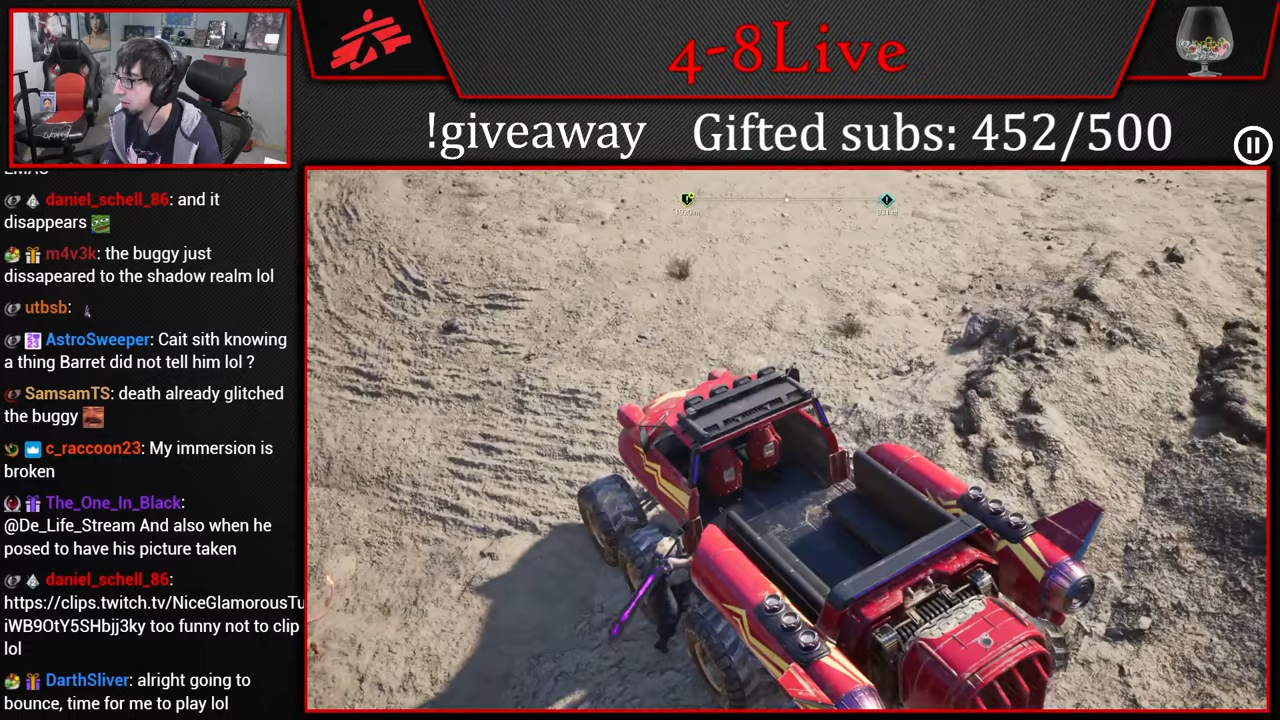 4-8Live
!giveaway Gifted subs: 452/500
daniel_schell_86: and it
disappears
m4v3k: the buggy just
dissapeared to the shadow realm lol
utbsb:
AstroSweeper: Cait sith knowing
a thing Barret did not tell him lol ?
SamsamTS: death already glitched
the buggy
c_raccoon23: My immersion is
broken
The_One_In_Black:
@De_Life_Stream And also when he
posed to have his picture taken
daniel_schell_86:
https://clips.twitch.tv/NiceGlamorousTu
iWB9OtY5SHbjj3ky too funny not to clip
lol
DarthSliver: alright going to
bounce, time for me to play lol